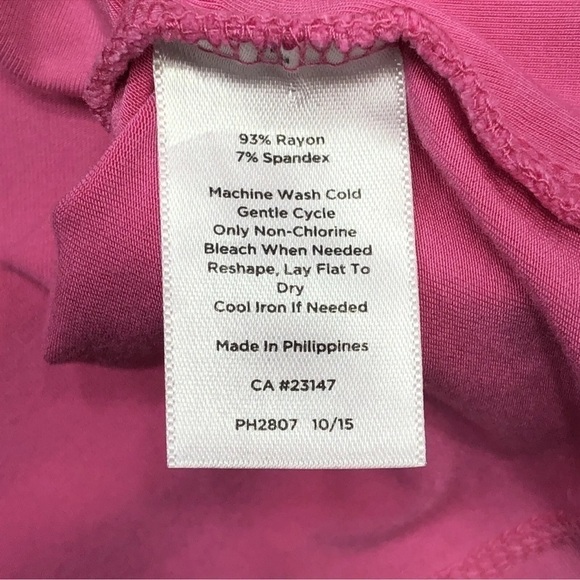 93% Rayon
7% Spandex
Machine Wash Cold
Gentle Cycle
Only Non-Chlorine
Bleach When Needed
Reshape, Lay Flat To
Dry
Cool Iron If Needed
Made In Philippines
CA #23147
PH2807 10/15